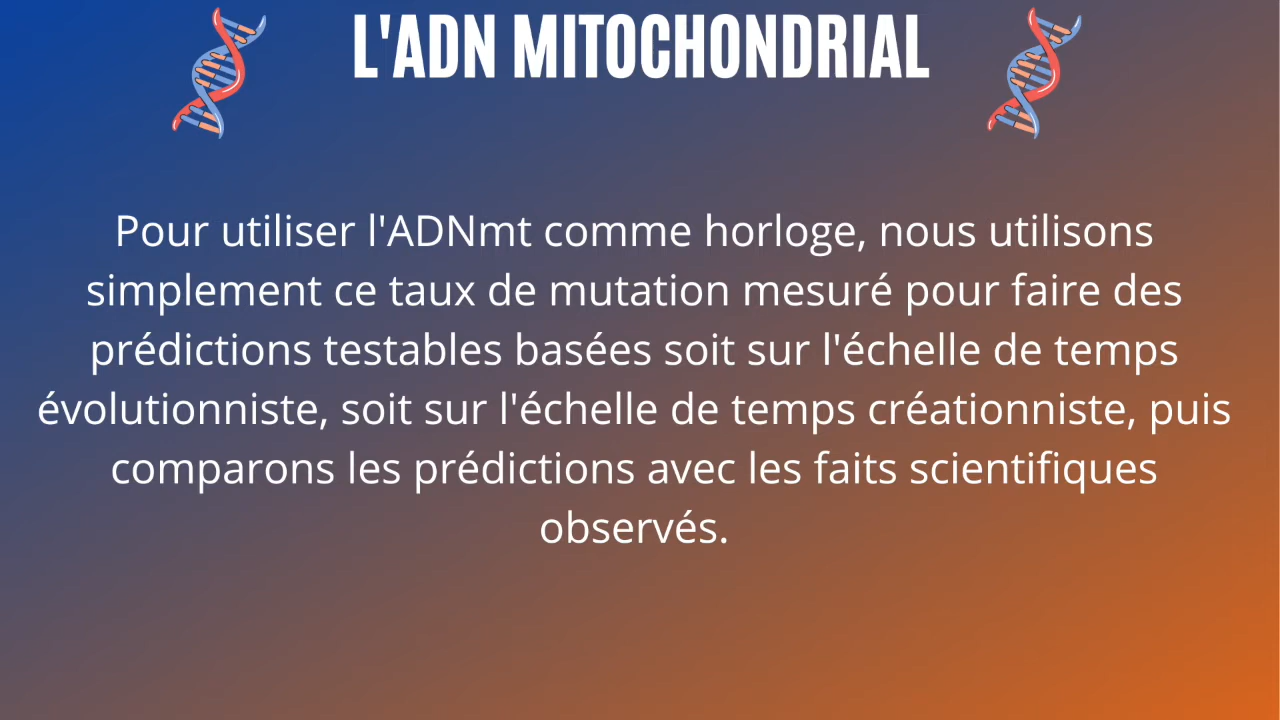 L'ADN MITOCHONDRIAL
Pour utiliser l'ADNmt comme horloge, nous utilisons
simplement ce taux de mutation mesuré pour faire des
prédictions testables basées soit sur l'échelle de temps
évolutionniste, soit sur l'échelle de temps créationniste, puis
comparons les prédictions avec les faits scientifiques
observés.